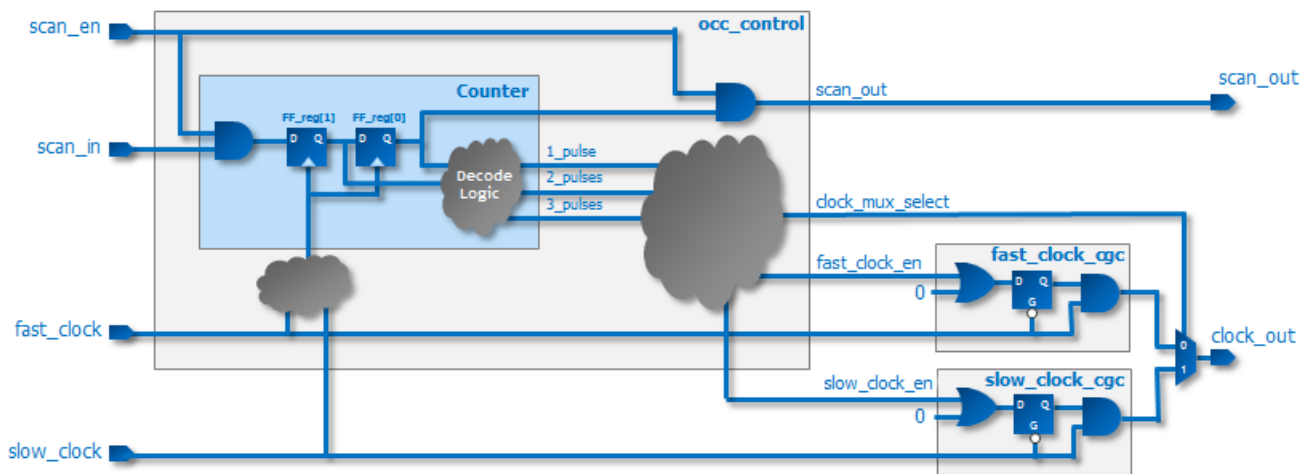 scan_en
occ_control
Counter
FF_reg[1] FF_reg[0]
D Q D Q
scan_in
Decode
Logic
1_pulse
2_pulses
3_pulses
scan_out
scan_out
clock_mux_select
fast_clock_en
0
fast_clock_cgc
D Q
G
fast_clock
0
1
clock_out
slow_clock_en
0
slow_clock_cgc
D Q
G
slow_clock